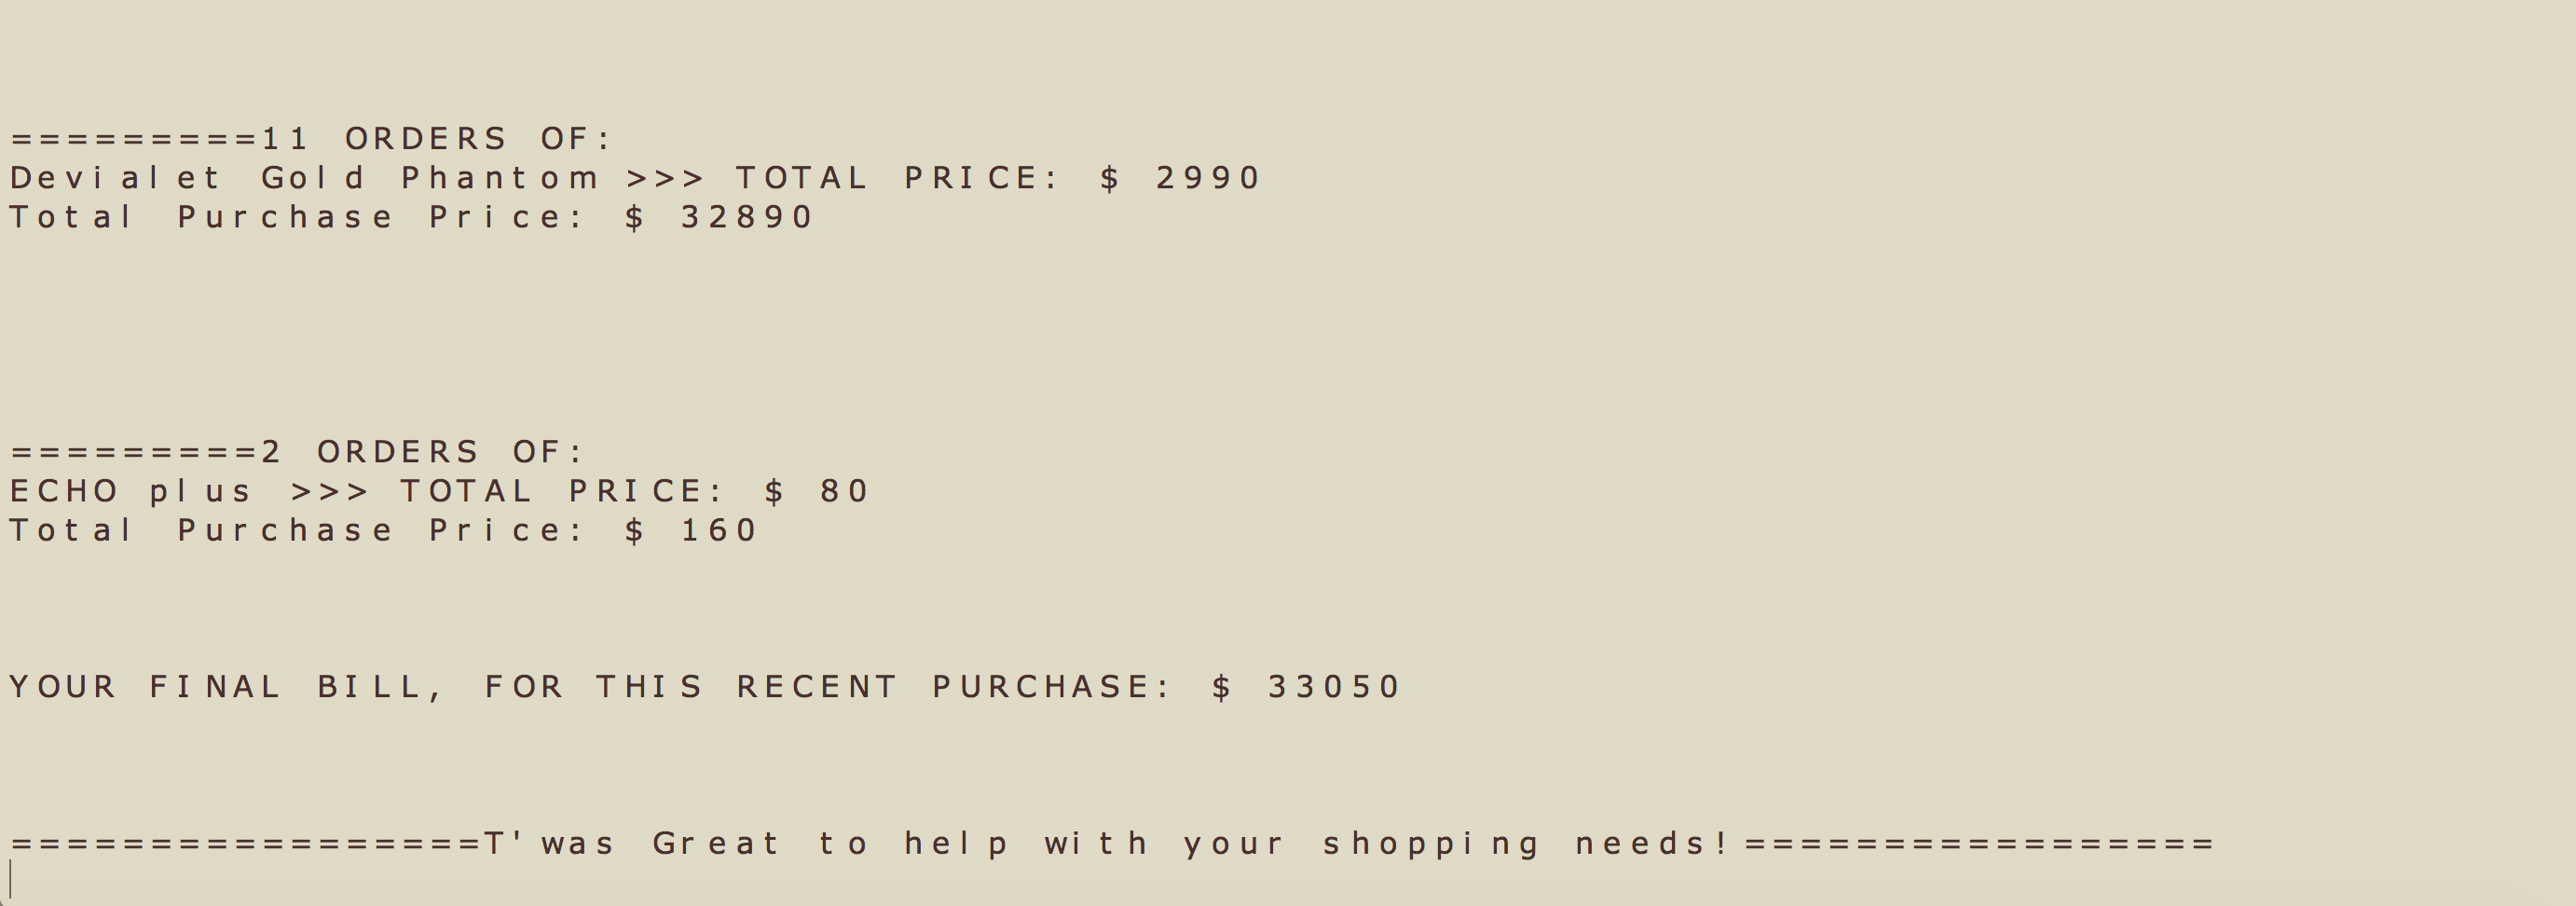 =========11 ORDERS OF:
Devialet Gold Phantom >>> TOTAL PRICE: $ 2990
Total Purchase Price: $ 32890
=========2 ORDERS OF:
ECHO plus >>> TOTAL PRICE: $ 80
Total Purchase Price: $ 160
YOUR FINAL BILL, FOR THIS RECENT PURCHASE: $ 33050
=================T'was Great to help with your shopping needs!=================